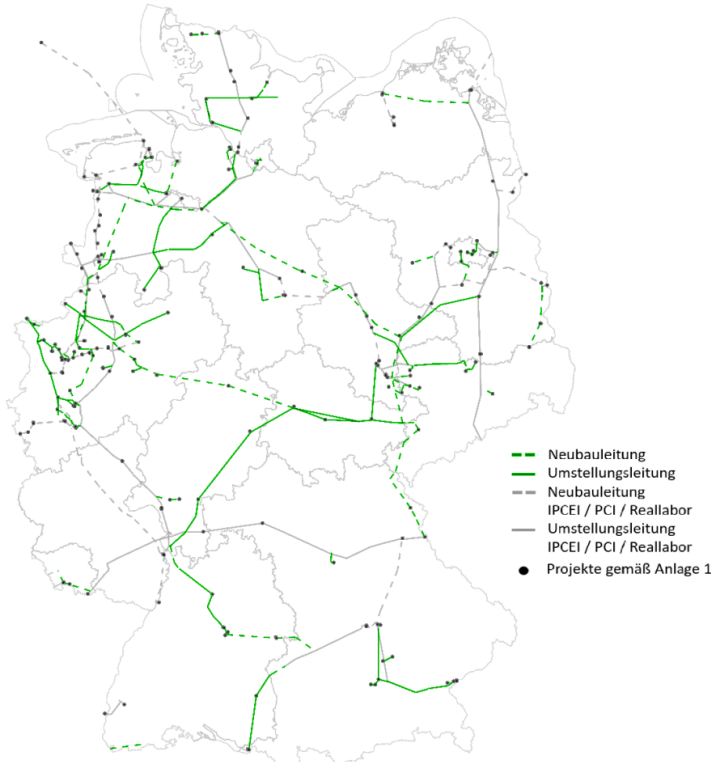 Neubauleitung
Umstellungsleitung
Neubauleitung
IPCEI / PCI / Reallabor
Umstellungsleitung
IPCEI / PCI / Reallabor
Projekte gemäß Anlage 1